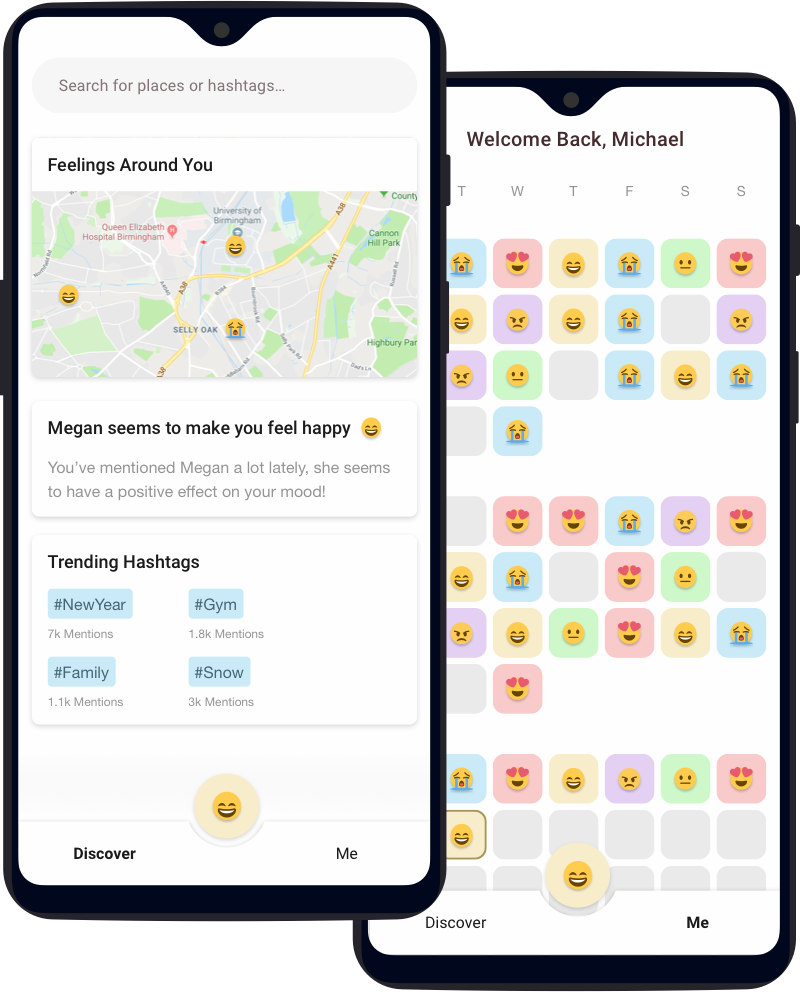 Search for places or hashtags...
Feelings Around You
County
A38
University of
Birmingham
Queen Elizabeth
Hospital Birmingham
Cannon
Hill Park
A441
A38
B384
SELLY OAK
Highbury Par
A38
Megan seems to make you feel happy
You've mentioned Megan a lot lately, she seems
to have a positive effect on your mood!
Trending Hashtags
#NewYear #Gym
7k Mentions 1.8k Mentions
#Family #Snow
1.1k Mentions 3k Mentions
Discover Me
Welcome Back, Michael
T W T F S S
Discover Me